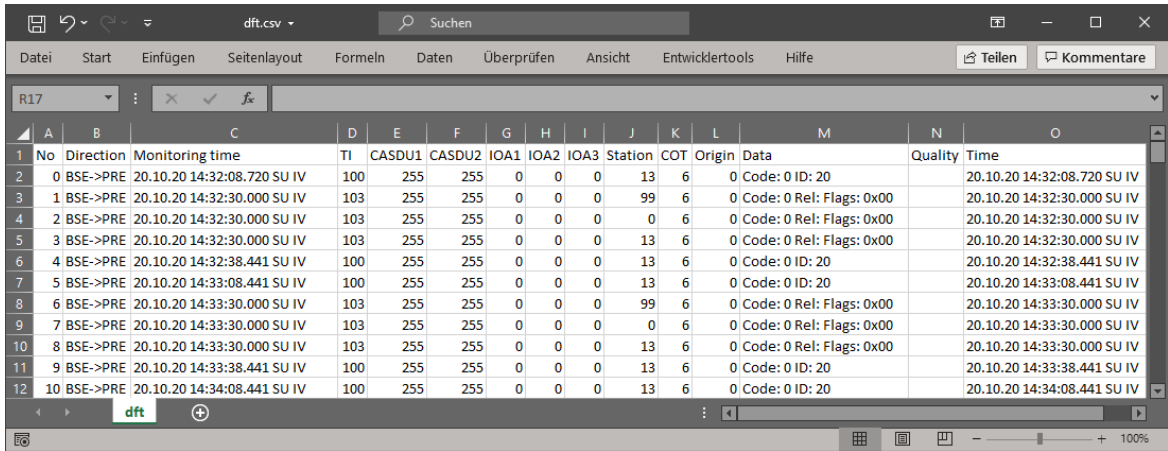 dft.csv
Suchen
Datei Start Einfügen Seitenlayout Formeln Daten Überprüfen Ansicht Entwicklertools Hilfe Teilen Kommentare
R17 fx
A B C D E F G H I J K L M N O
1 No Direction Monitoring time TI CASDU1 CASDU2 IOA1 IOA2 IOA3 Station COT Origin Data Quality Time
2 0 BSE->PRE 20.10.20 14:32:08.720 SU IV 100 255 255 0 0 0 13 6 0 Code: 0 ID: 20 20.10.20 14:32:08.720 SU IV
3 1 BSE->PRE 20.10.20 14:32:30.000 SU IV 103 255 255 0 0 0 99 6 0 Code: 0 Rel: Flags: 0x00 20.10.20 14:32:30.000 SU IV
4 2 BSE->PRE 20.10.20 14:32:30.000 SU IV 103 255 255 0 0 0 0 6 0 Code: 0 Rel: Flags: 0x00 20.10.20 14:32:30.000 SU IV
5 3 BSE->PRE 20.10.20 14:32:30.000 SU IV 103 255 255 0 0 0 13 6 0 Code: 0 Rel: Flags: 0x00 20.10.20 14:32:30.000 SU IV
6 4 BSE->PRE 20.10.20 14:32:38.441 SU IV 100 255 255 0 0 0 13 6 0 Code: 0 ID: 20 20.10.20 14:32:38.441 SU IV
7 5 BSE->PRE 20.10.20 14:33:08.441 SU IV 100 255 255 0 0 0 13 6 0 Code: 0 ID: 20 20.10.20 14:33:08.441 SU IV
8 6 BSE->PRE 20.10.20 14:33:30.000 SU IV 103 255 255 0 0 0 99 6 0 Code: 0 Rel: Flags: 0x00 20.10.20 14:33:30.000 SU IV
9 7 BSE->PRE 20.10.20 14:33:30.000 SU IV 103 255 255 0 0 0 0 6 0 Code: 0 Rel: Flags: 0x00 20.10.20 14:33:30.000 SU IV
10 8 BSE->PRE 20.10.20 14:33:30.000 SU IV 103 255 255 0 0 0 13 6 0 Code: 0 Rel: Flags: 0x00 20.10.20 14:33:30.000 SU IV
11 9 BSE->PRE 20.10.20 14:33:38.441 SU IV 100 255 255 0 0 0 13 6 0 Code: 0 ID: 20 20.10.20 14:33:38.441 SU IV
12 10 BSE->PRE 20.10.20 14:34:08.441 SU IV 100 255 255 0 0 0 13 6 0 Code: 0 ID: 20 20.10.20 14:34:08.441 SU IV
dft
100%